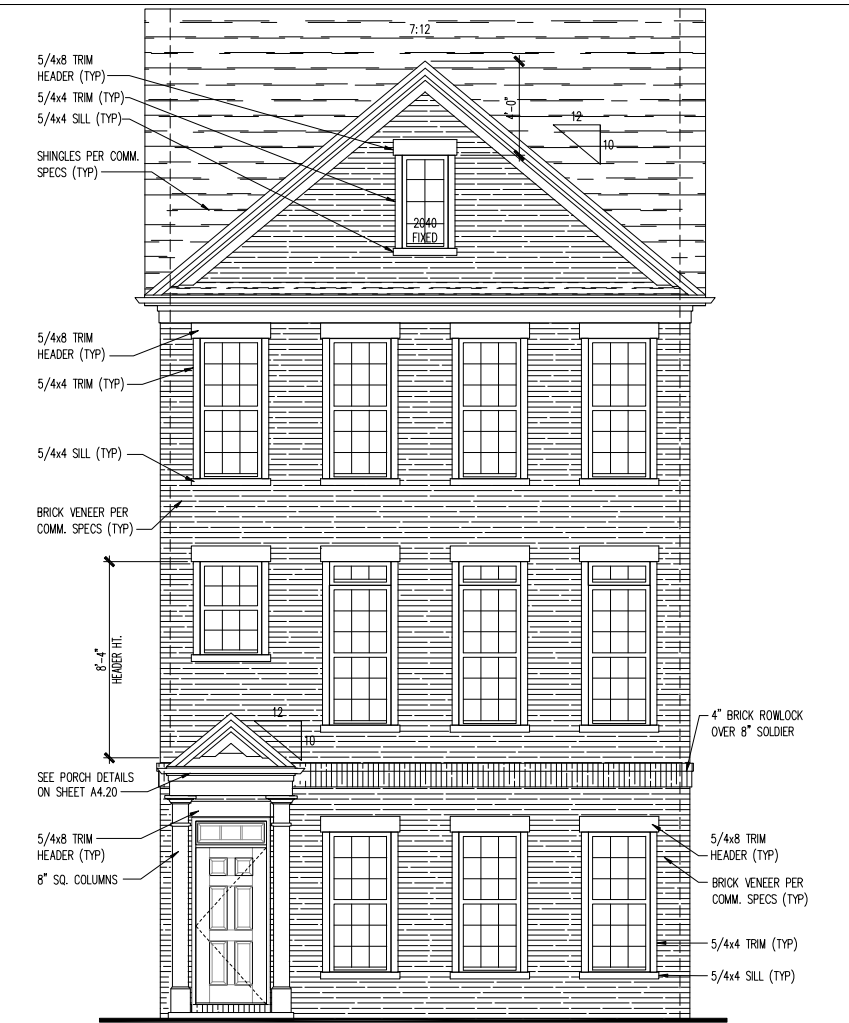 7:12
5/4x8 TRIM
HEADER (TYP)
5/4x4 TRIM (TYP)
5/4x4 SILL (TYP)
4'-0"
12
10
SHINGLES PER COMM.
SPECS (TYP)
2040
FIXED
5/4x8 TRIM
HEADER (TYP)
5/4x4 TRIM (TYP)
5/4x4 SILL (TYP)
BRICK VENEER PER
COMM. SPECS (TYP)
8'-4"
HEADER HT.
12
10
4" BRICK ROWLOCK
OVER 8" SOLDIER
SEE PORCH DETAILS
ON SHEET A4.20
5/4x8 TRIM
HEADER (TYP)
8" SQ. COLUMNS
5/4x8 TRIM
HEADER (TYP)
BRICK VENEER PER
COMM. SPECS (TYP)
5/4x4 TRIM (TYP)
5/4x4 SILL (TYP)